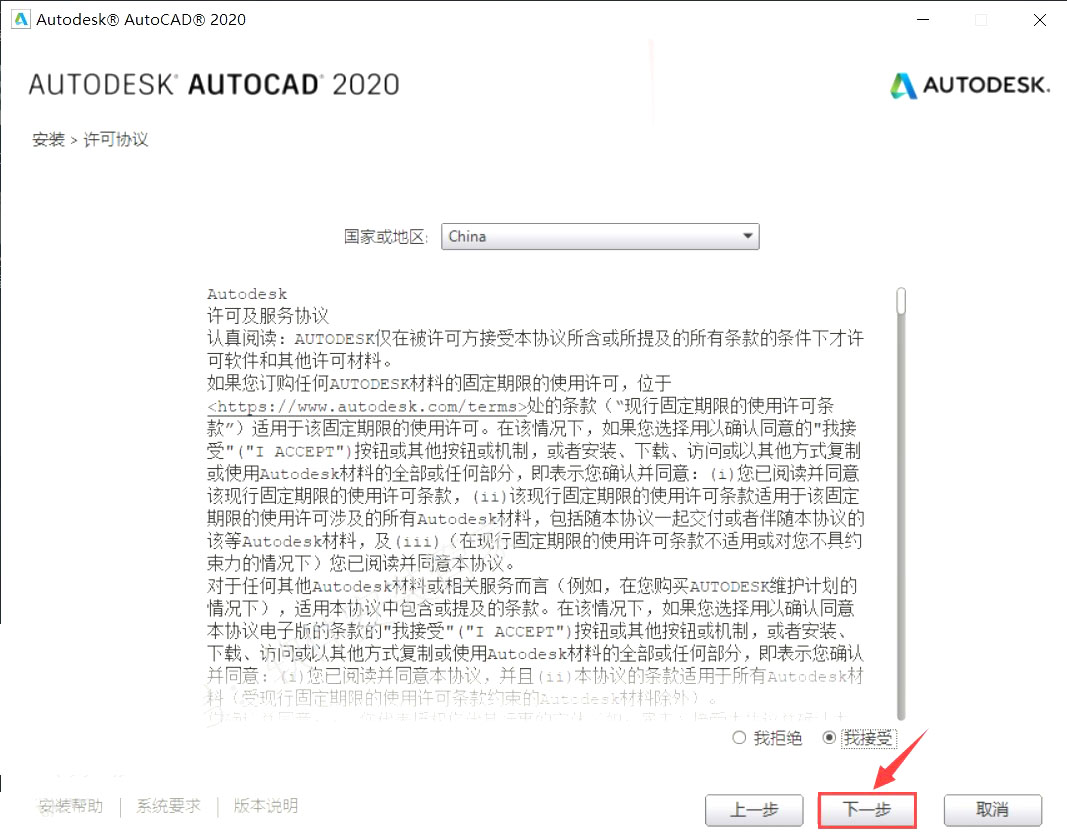 Autodesk® AutoCAD® 2020
AUTODESK® AUTOCAD® 2020
AUTODESK.
安装 > 许可协议
国家或地区: China
Autodesk
许可及服务协议
认真阅读：AUTODESK仅在被许可方接受本协议所含或所提及的所有条款的条件下才许
可软件和其他许可材料。
如果您订购任何AUTODESK材料的固定期限的使用许可，位于
<https://www.autodesk.com/terms>处的条款（“现行固定期限的使用许可条
款”）适用于该固定期限的使用许可。在该情况下，如果您选择用以确认同意的"我接
受"("I ACCEPT")按钮或其他按钮或机制，或者安装、下载、访问或以其他方式复制
或使用Autodesk材料的全部或任何部分，即表示您确认并同意：(i)您已阅读并同意
该现行固定期限的使用许可条款，(ii)该现行固定期限的使用许可条款适用于该固定
期限的使用许可涉及的所有Autodesk材料，包括随本协议一起交付或者伴随本协议的
该等Autodesk材料，及(iii)（在现行固定期限的使用许可条款不适用或对您不具约
束力的情况下）您已阅读并同意本协议。
对于任何其他Autodesk材料或相关服务而言（例如，在您购买AUTODESK维护计划的
情况下），适用本协议中包含或提及的条款。在该情况下，如果您选择用以确认同意
本协议电子版的条款的"我接受"("I ACCEPT")按钮或其他按钮或机制，或者安装、
下载、访问或以其他方式复制或使用Autodesk材料的全部或任何部分，即表示您确认
并同意：(i)您已阅读并同意本协议，并且(ii)本协议的条款适用于所有Autodesk材
料（受现行固定期限的使用许可条款约束的Autodesk材料除外）。
我拒绝 我接受
安装帮助 | 系统要求 | 版本说明
上一步 下一步 取消